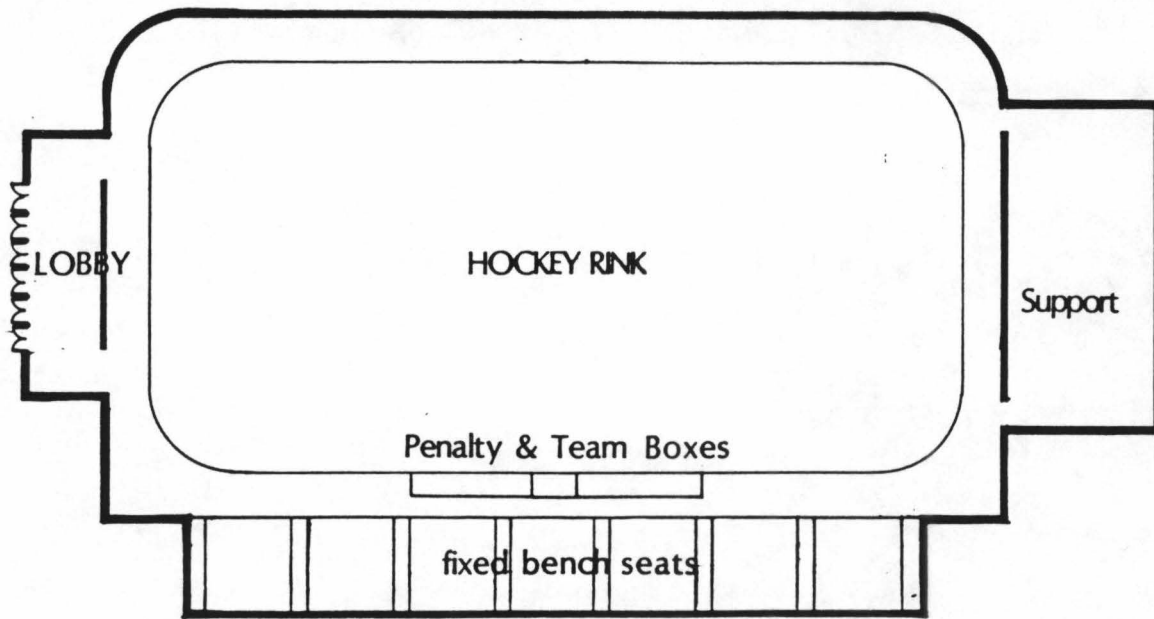 LOBBY
HOCKEY RINK
Support
Penalty & Team Boxes
fixed bench seats